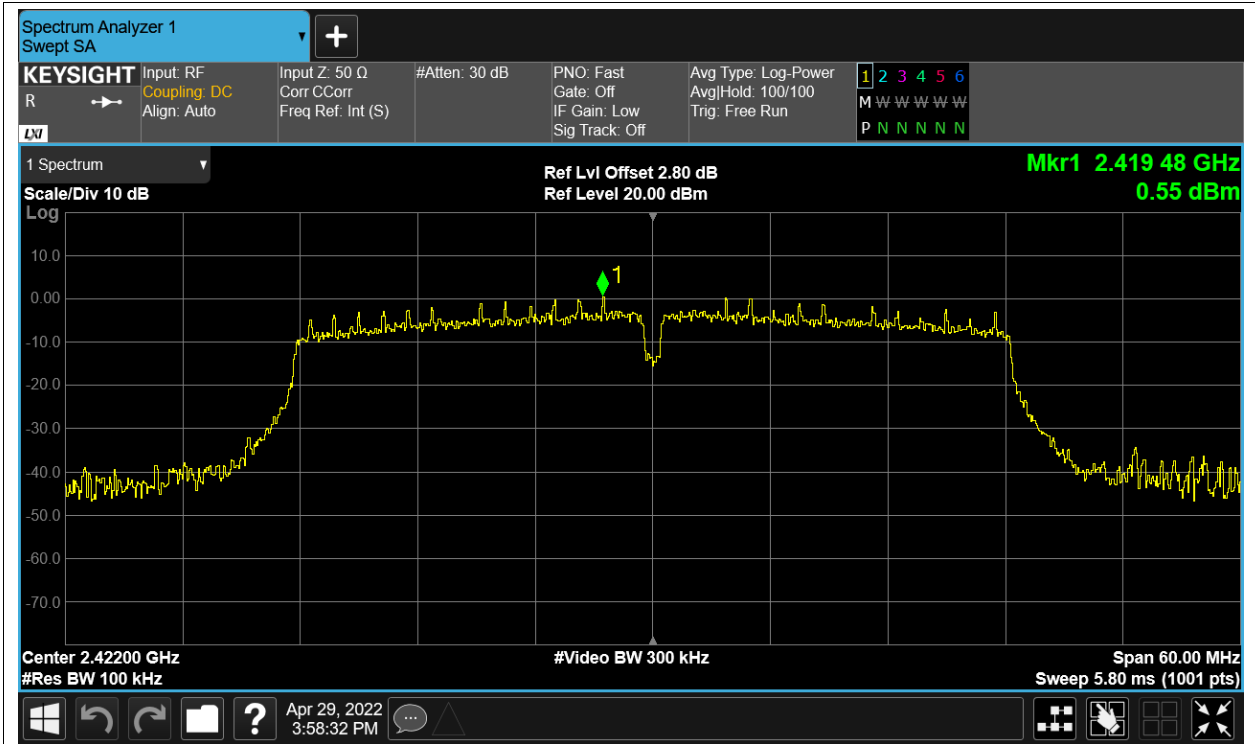 Spectrum Analyzer 1
Swept SA
KEYSIGHT
R
LXI
Input: RF
Coupling: DC
Align: Auto
Input Z: 50 Ω
Corr CCorr
Freq Ref: Int (S)
#Atten: 30 dB
PNO: Fast
Gate: Off
IF Gain: Low
Sig Track: Off
Avg Type: Log-Power
Avg|Hold: 100/100
Trig: Free Run
1 2 3 4 5 6
M W W W W W
P N N N N N
1 Spectrum
Scale/Div 10 dB
Log
Ref Lvl Offset 2.80 dB
Ref Level 20.00 dBm
Mkr1 2.419 48 GHz
0.55 dBm
1
10.0
0.00
-10.0
-20.0
-30.0
-40.0
-50.0
-60.0
-70.0
Center 2.42200 GHz
#Res BW 100 kHz
#Video BW 300 kHz
Span 60.00 MHz
Sweep 5.80 ms (1001 pts)
?
Apr 29, 2022
3:58:32 PM